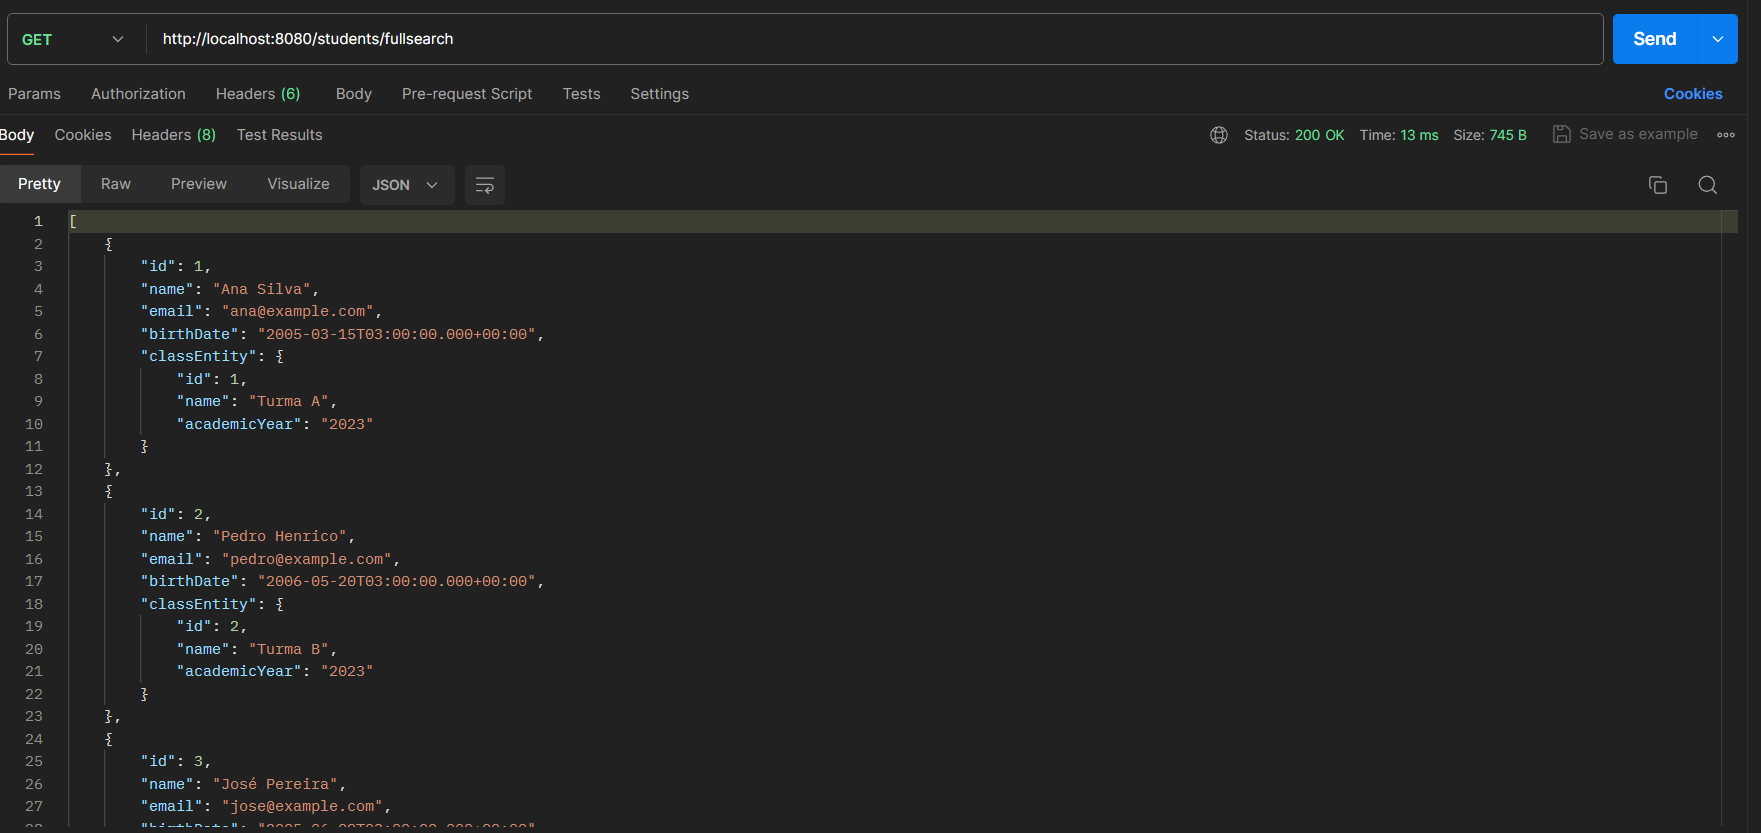 GET http://localhost:8080/students/fullsearch Send
Params Authorization Headers (6) Body Pre-request Script Tests Settings Cookies
Body Cookies Headers (8) Test Results Status: 200 OK Time: 13 ms Size: 745 B Save as example
Pretty Raw Preview Visualize JSON
1 [
2 {
3 "id": 1,
4 "name": "Ana Silva",
5 "email": "ana@example.com",
6 "birthDate": "2005-03-15T03:00:00.000+00:00",
7 "classEntity": {
8 "id": 1,
9 "name": "Turma A",
10 "academicYear": "2023"
11 }
12 },
13 {
14 "id": 2,
15 "name": "Pedro Henrico",
16 "email": "pedro@example.com",
17 "birthDate": "2006-05-20T03:00:00.000+00:00",
18 "classEntity": {
19 "id": 2,
20 "name": "Turma B",
21 "academicYear": "2023"
22 }
23 },
24 {
25 "id": 3,
26 "name": "José Pereira",
27 "email": "jose@example.com",
28 "birthDate":